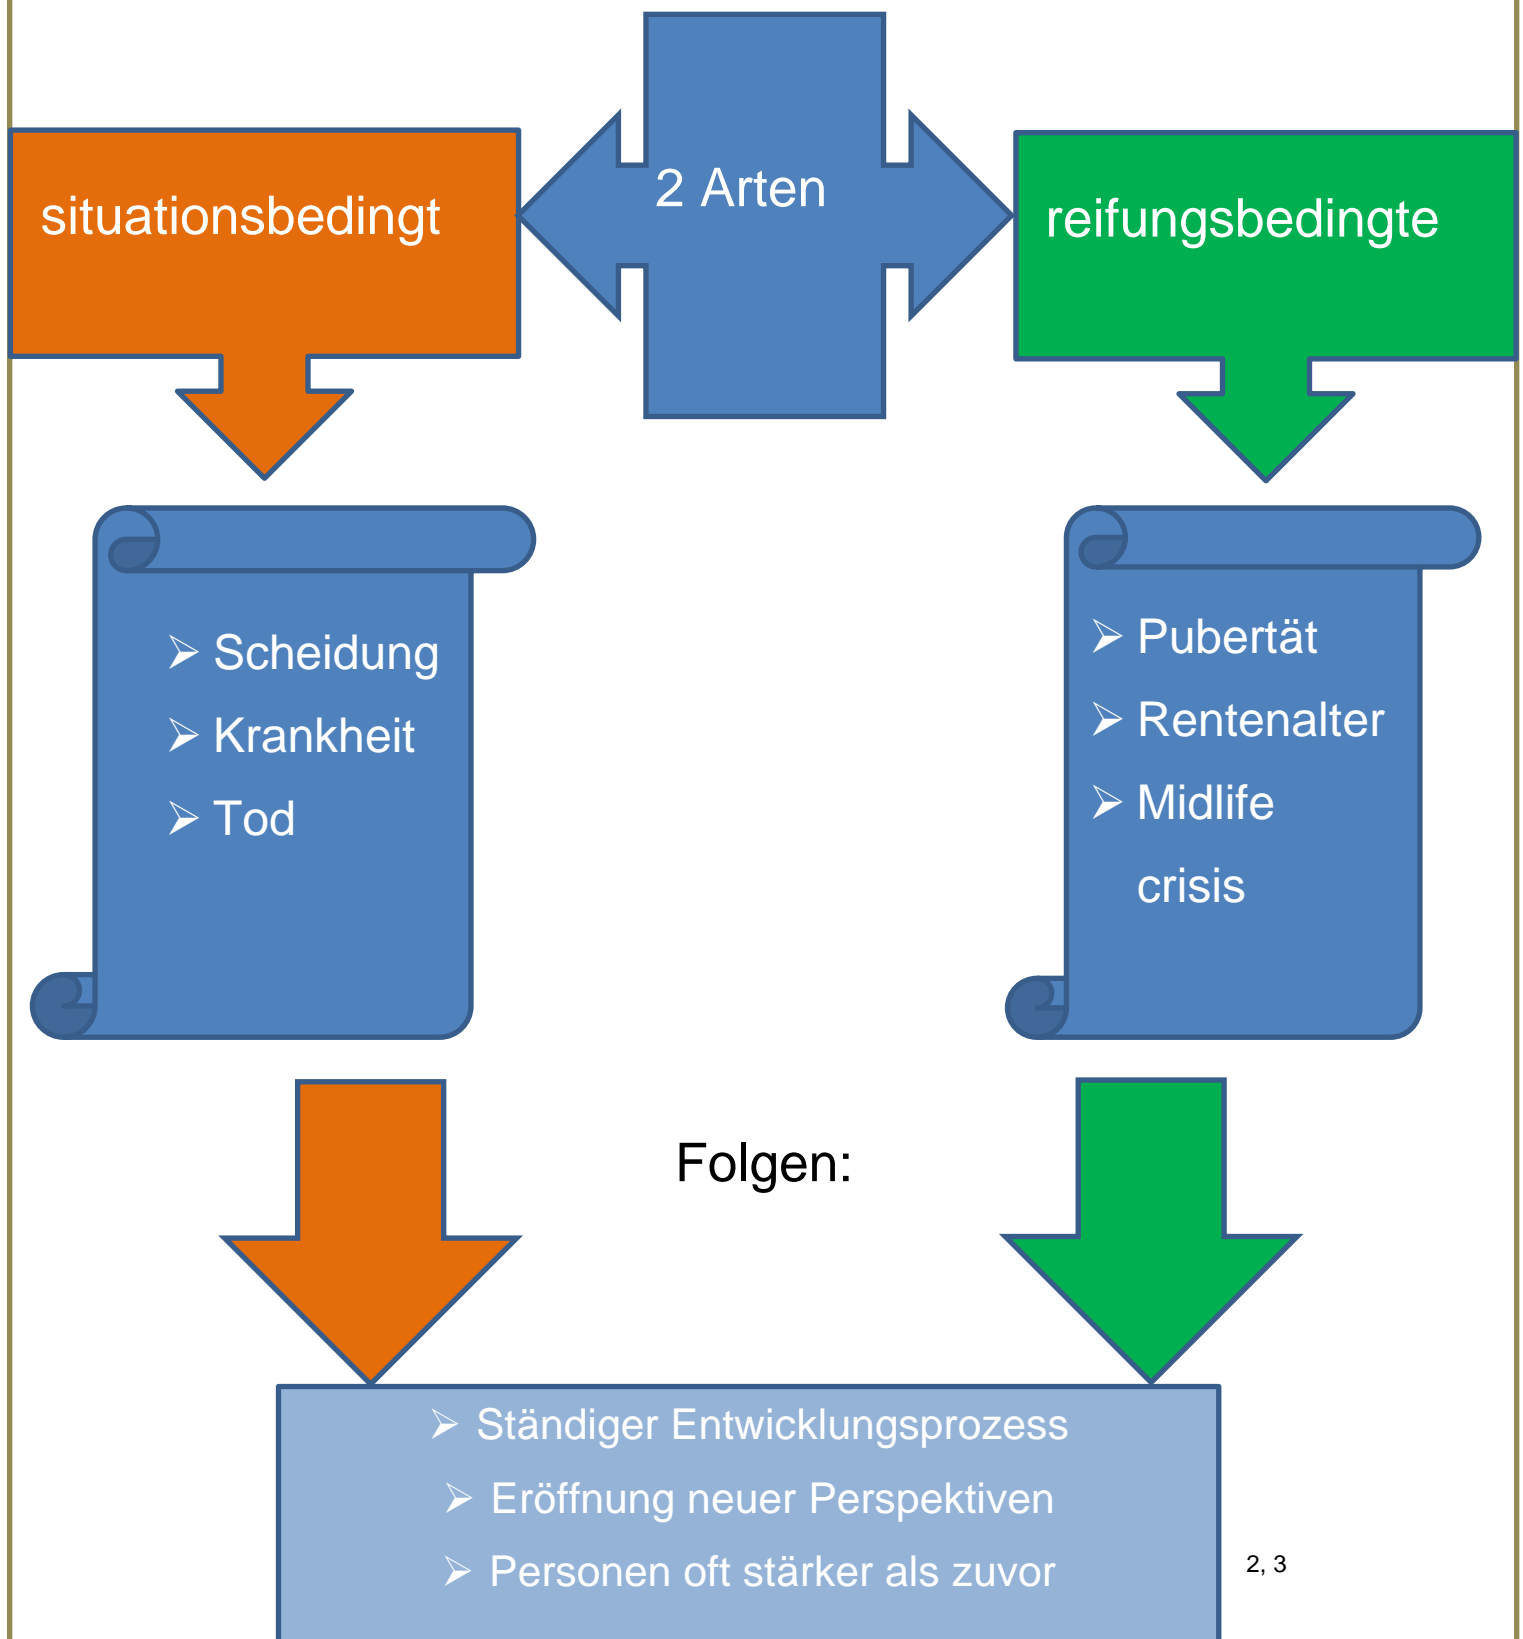 2 Arten
situationsbedingt
reifungsbedingte
➢ Scheidung
➢ Krankheit
➢ Tod
➢ Pubertät
➢ Rentenalter
➢ Midlife
crisis
Folgen:
➢ Ständiger Entwicklungsprozess
➢ Eröffnung neuer Perspektiven
➢ Personen oft stärker als zuvor
2, 3